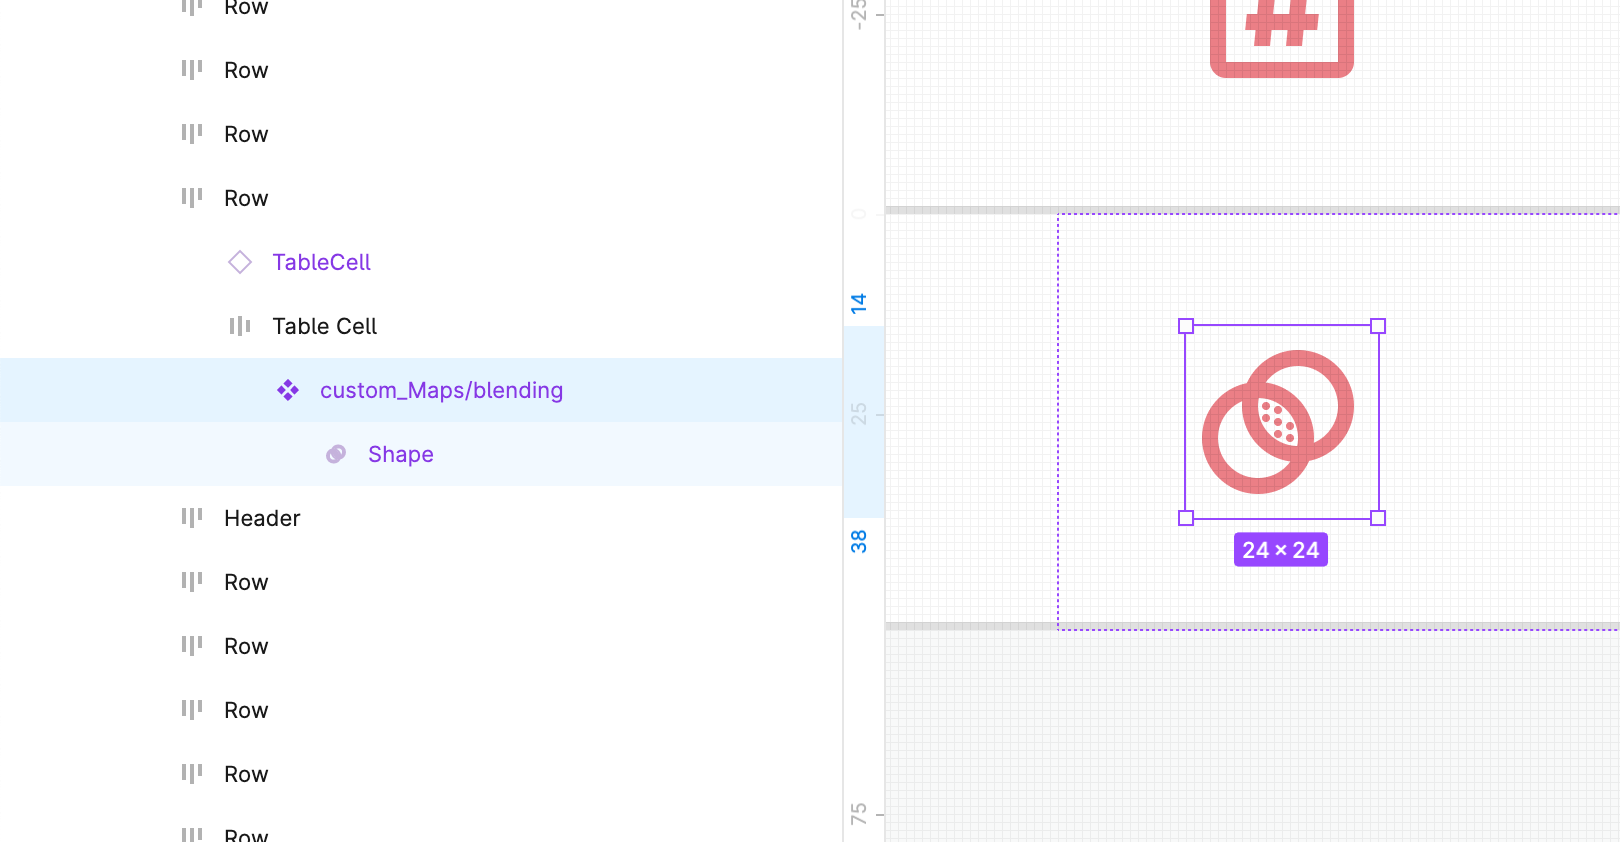 Row
Row
Row
Row
TableCell
Table Cell
custom_Maps/blending
Shape
Header
Row
Row
Row
Row
Row
-25
0
14
25
38
75
#
24 × 24